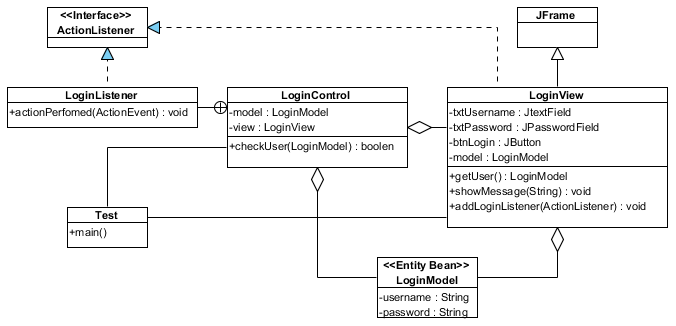 <<Interface>>
ActionListener
JFrame
LoginListener
+actionPerfomed(ActionEvent) : void
LoginControl
-model : LoginModel
-view : LoginView
+checkUser(LoginModel) : boolen
LoginView
-txtUsername : JtextField
-txtPassword : JPasswordField
-btnLogin : JButton
-model : LoginModel
+getUser() : LoginModel
+showMessage(String) : void
+addLoginListener(ActionListener) : void
Test
+main()
<<Entity Bean>>
LoginModel
-username : String
-password : String